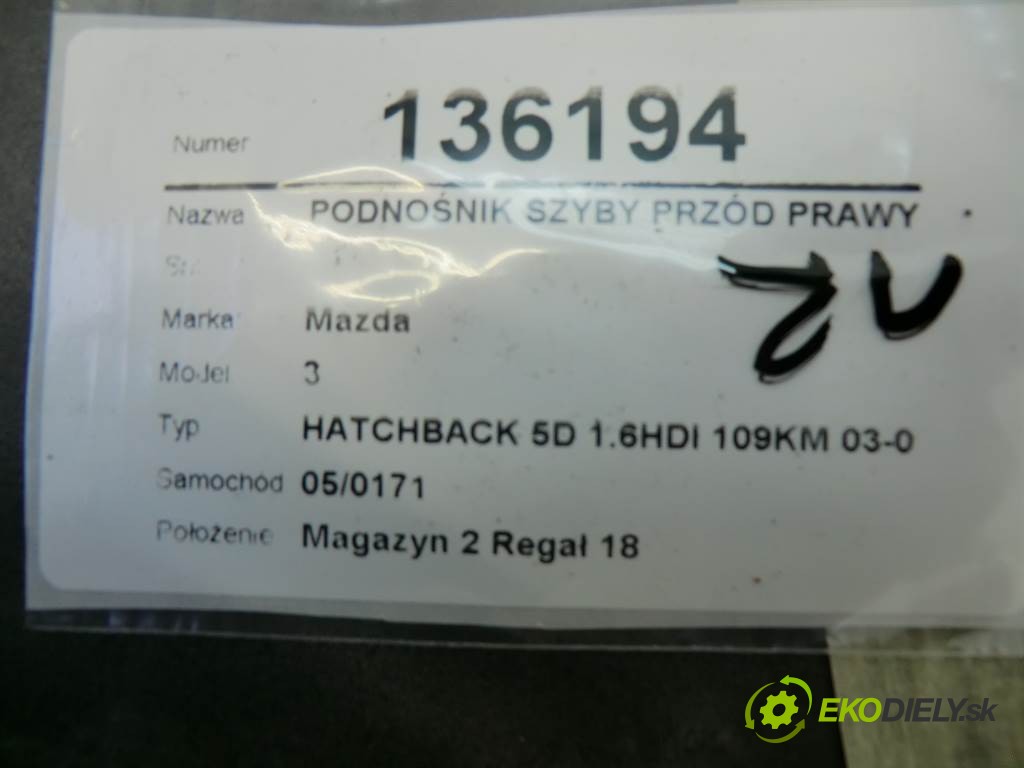 Numer 136194
Nazwa PODNOŚNIK SZYBY PRZÓD PRAWY
Marka Mazda
Model 3
Typ HATCHBACK 5D 1.6HDI 109KM 03-0
Samochód 05/0171
Położenie Magazyn 2 Regał 18
EKODIELY.sk